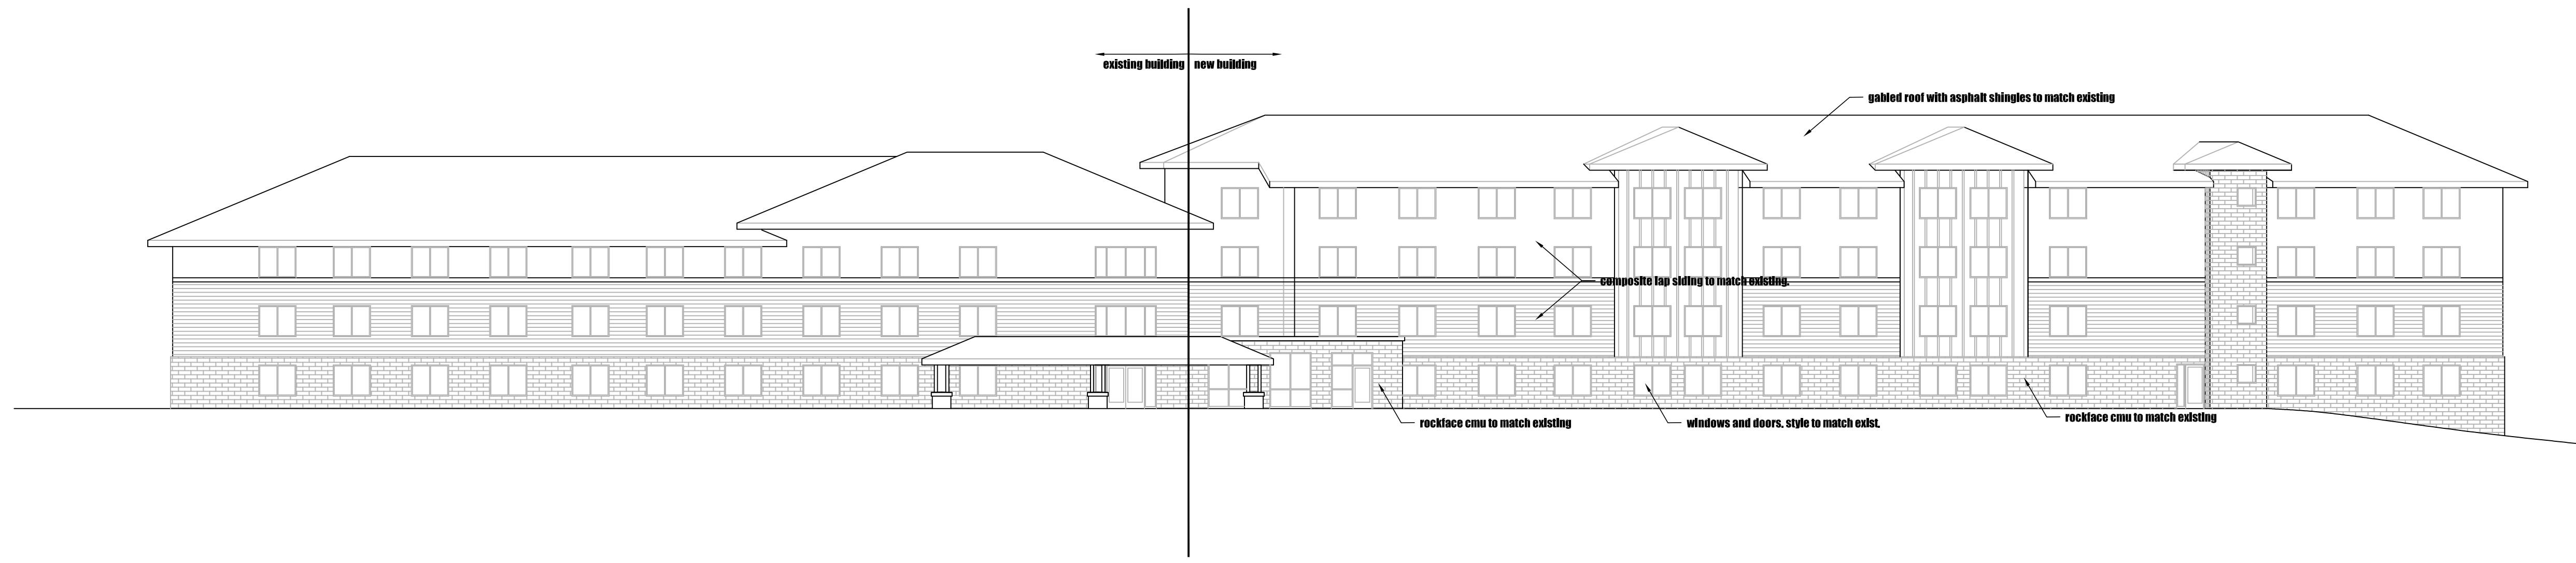 existing building
new building
gabled roof with asphalt shingles to match existing
composite lap siding to match existing.
rockface cmu to match existing
windows and doors. style to match exist.
rockface cmu to match existing